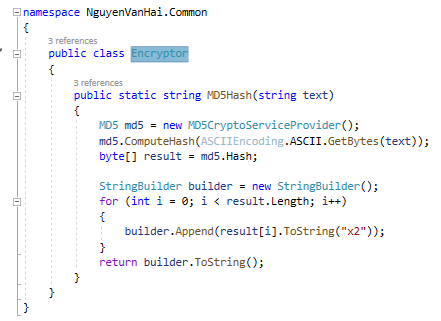 namespace NguyenVanHai.Common
{
3 references
public class Encryptor
{
3 references
public static string MD5Hash(string text)
{
MD5 md5 = new MD5CryptoServiceProvider();
md5.ComputeHash(ASCIIEncoding.ASCII.GetBytes(text));
byte[] result = md5.Hash;
StringBuilder builder = new StringBuilder();
for (int i = 0; i < result.Length; i++)
{
builder.Append(result[i].ToString("x2"));
}
return builder.ToString();
}
}
}